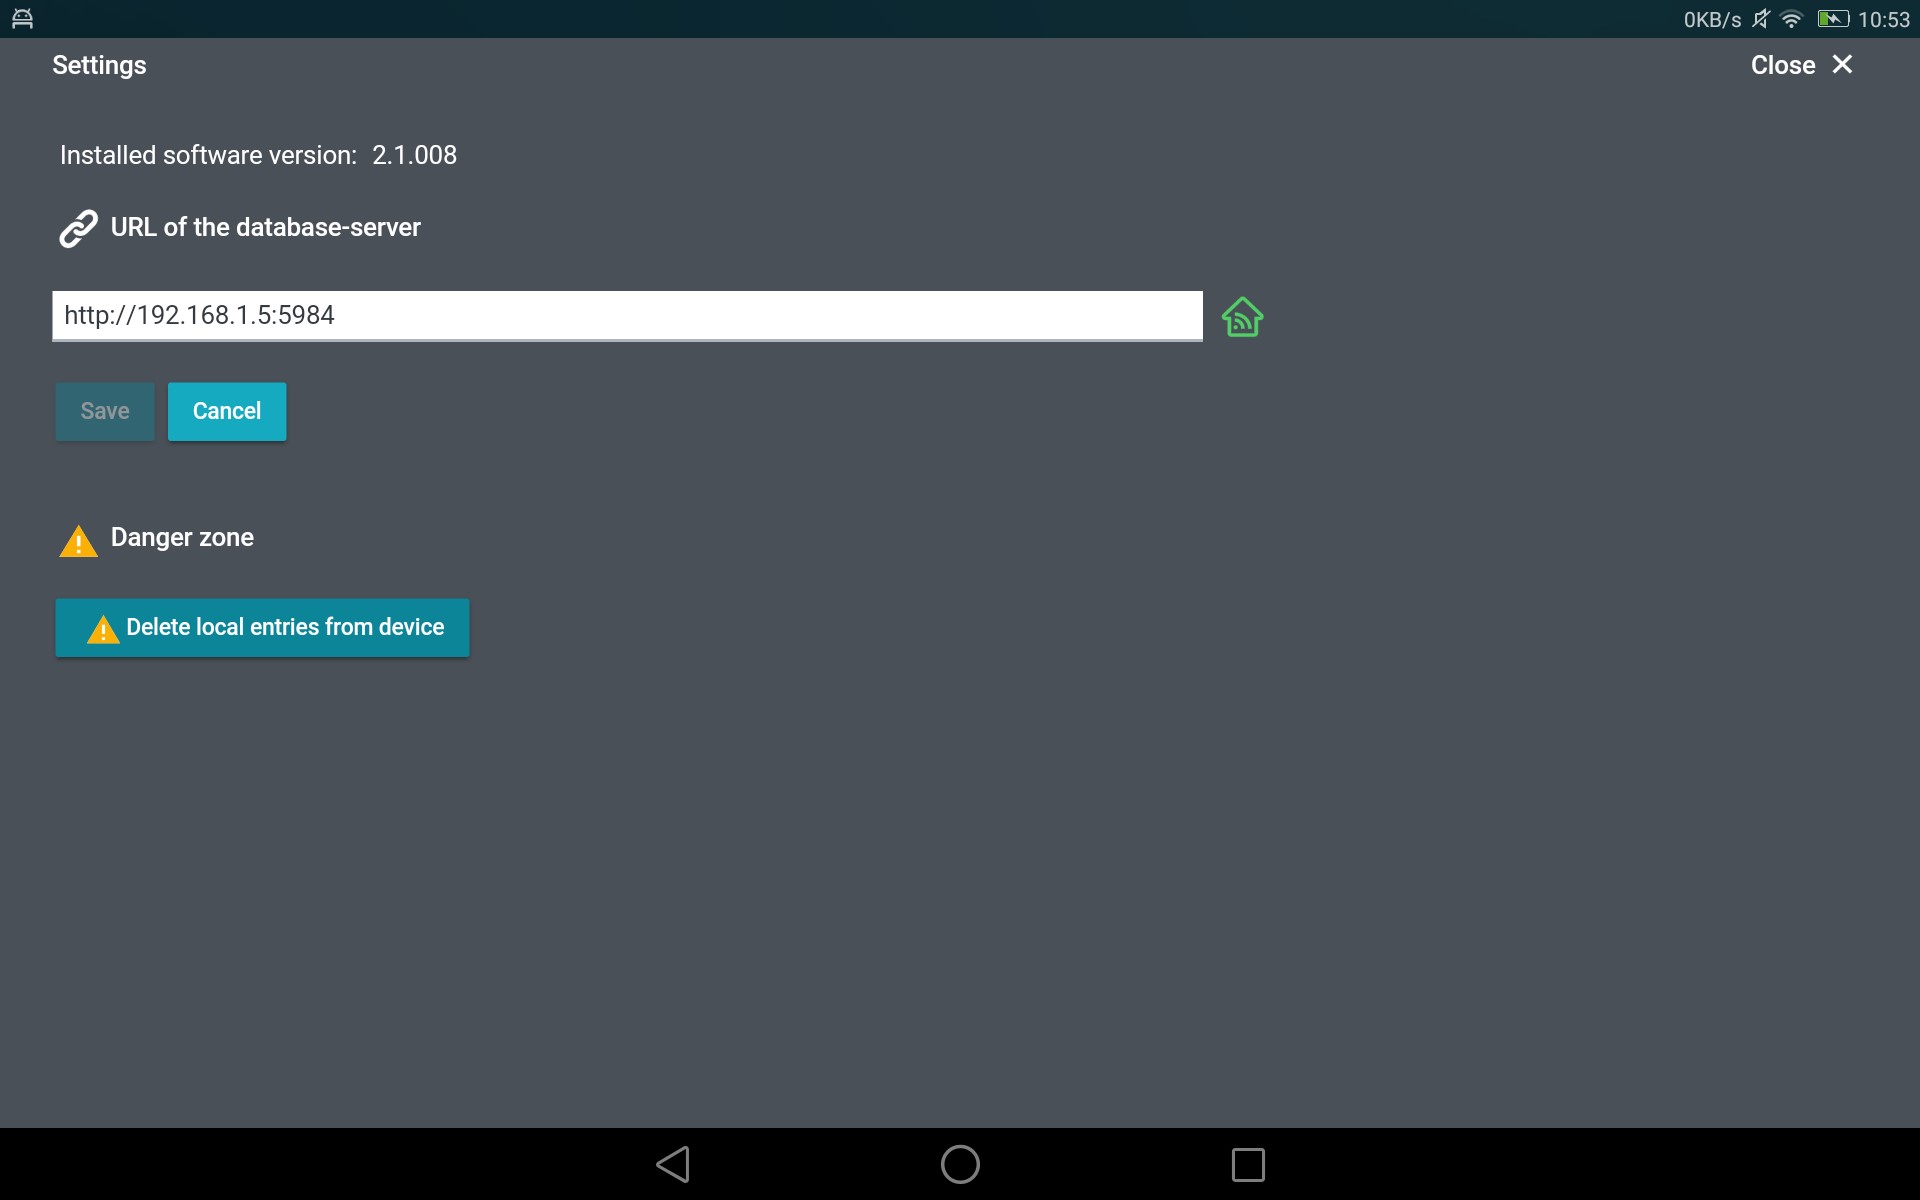 0KB/s 10:53
Settings Close
Installed software version: 2.1.008
URL of the database-server
http://192.168.1.5:5984
Save Cancel
Danger zone
Delete local entries from device